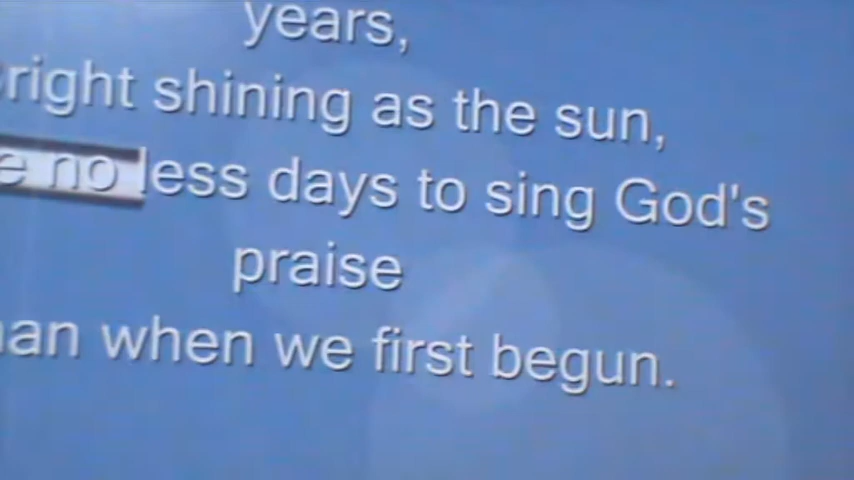 years,
right shining as the sun,
e no less days to sing God's
praise
an when we first begun.